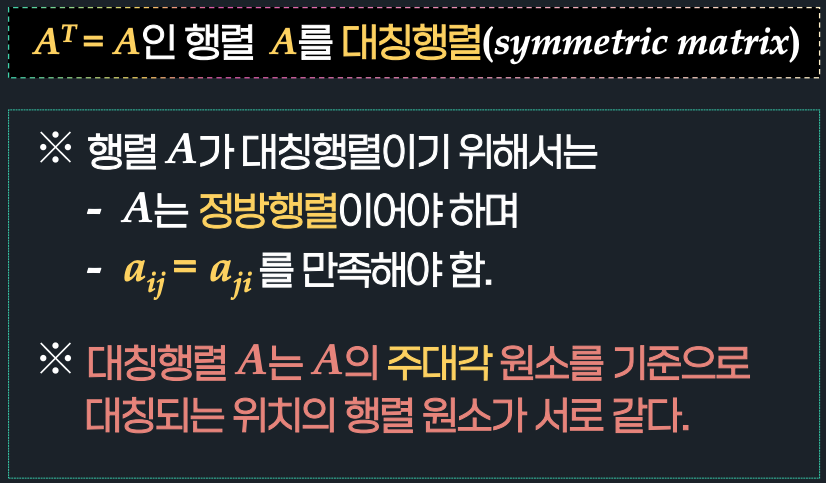 Aᵀ = A인 행렬 A를 대칭행렬(symmetric matrix)
※ 행렬 A가 대칭행렬이기 위해서는
- A는 정방행렬이어야 하며
- aᵢⱼ = aⱼᵢ 를 만족해야 함.
※ 대칭행렬 A는 A의 주대각 원소를 기준으로
대칭되는 위치의 행렬 원소가 서로 같다.